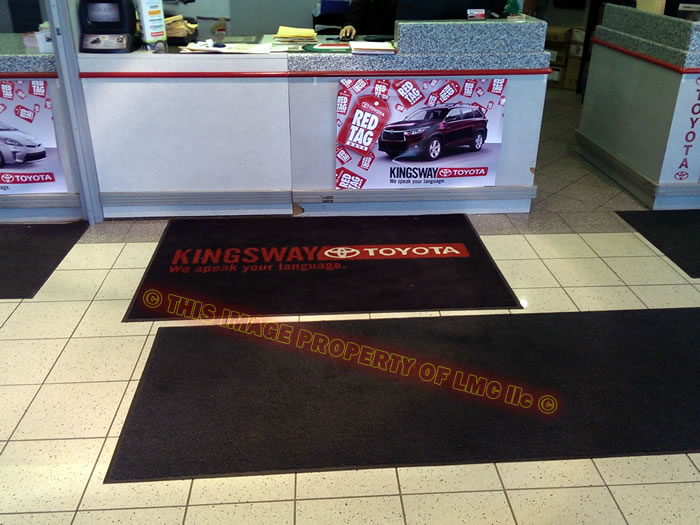 RED
TAG
DAYS
KINGSWAY TOYOTA
We speak your language.
TOYOTA
TOYOTA
KINGSWAY TOYOTA
We speak your language.
© THIS IMAGE PROPERTY OF LMC llc ©